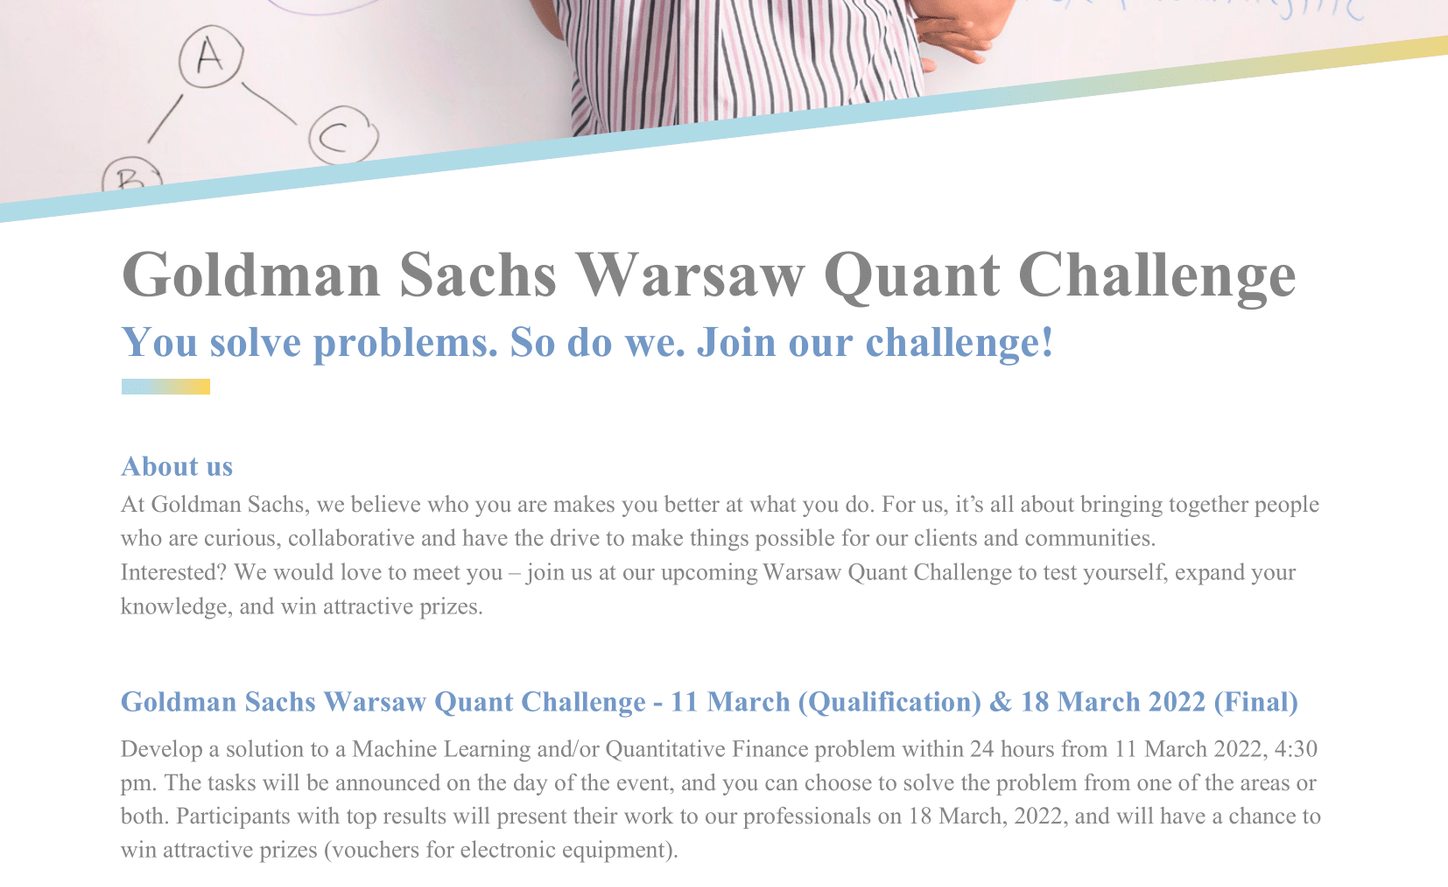 A
C
B
Goldman Sachs Warsaw Quant Challenge
You solve problems. So do we. Join our challenge!
About us
At Goldman Sachs, we believe who you are makes you better at what you do. For us, it’s all about bringing together people
who are curious, collaborative and have the drive to make things possible for our clients and communities.
Interested? We would love to meet you – join us at our upcoming Warsaw Quant Challenge to test yourself, expand your
knowledge, and win attractive prizes.
Goldman Sachs Warsaw Quant Challenge - 11 March (Qualification) & 18 March 2022 (Final)
Develop a solution to a Machine Learning and/or Quantitative Finance problem within 24 hours from 11 March 2022, 4:30
pm. The tasks will be announced on the day of the event, and you can choose to solve the problem from one of the areas or
both. Participants with top results will present their work to our professionals on 18 March, 2022, and will have a chance to
win attractive prizes (vouchers for electronic equipment).